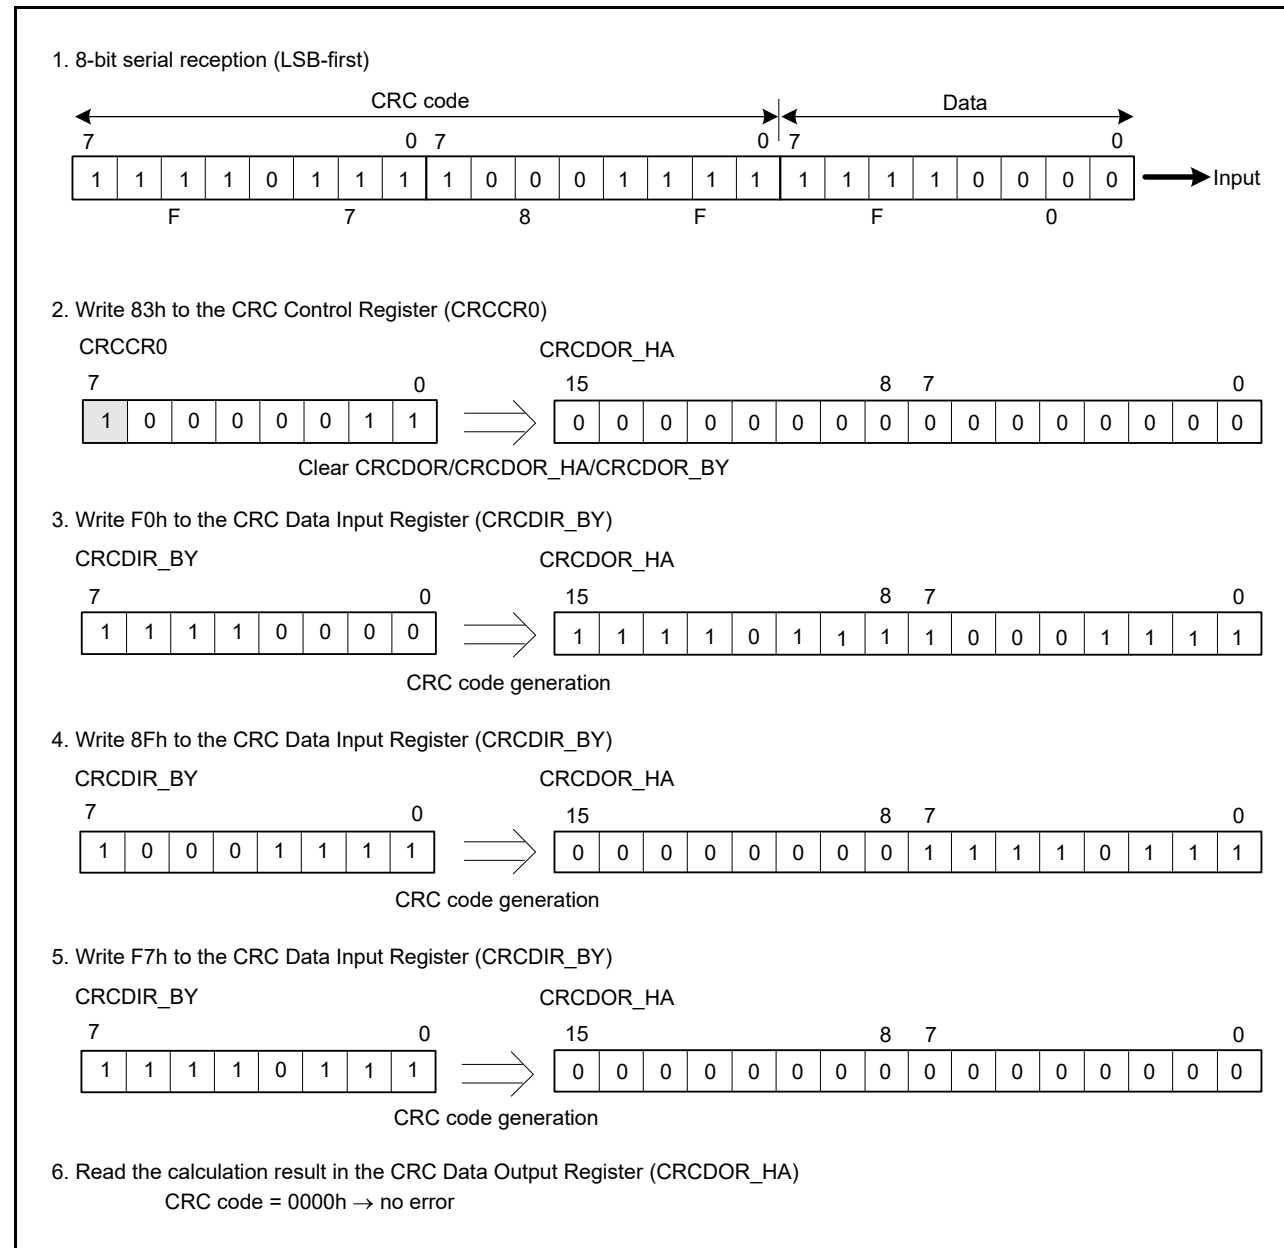 1. 8-bit serial reception (LSB-first)
CRC code Data
7 0 7 0 7 0
1 1 1 1 0 1 1 1 1 0 0 0 1 1 1 1 1 1 1 1 0 0 0 0 Input
F 7 8 F F 0
2. Write 83h to the CRC Control Register (CRCCR0)
CRCCR0 CRCDOR_HA
7 0 15 8 7 0
1 0 0 0 0 0 1 1 0 0 0 0 0 0 0 0 0 0 0 0 0 0 0 0
Clear CRCDOR/CRCDOR_HA/CRCDOR_BY
3. Write F0h to the CRC Data Input Register (CRCDIR_BY)
CRCDIR_BY CRCDOR_HA
7 0 15 8 7 0
1 1 1 1 0 0 0 0 1 1 1 1 0 1 1 1 1 0 0 0 1 1 1 1
CRC code generation
4. Write 8Fh to the CRC Data Input Register (CRCDIR_BY)
CRCDIR_BY CRCDOR_HA
7 0 15 8 7 0
1 0 0 0 1 1 1 1 0 0 0 0 0 0 0 0 1 1 1 1 0 1 1 1
CRC code generation
5. Write F7h to the CRC Data Input Register (CRCDIR_BY)
CRCDIR_BY CRCDOR_HA
7 0 15 8 7 0
1 1 1 1 0 1 1 1 0 0 0 0 0 0 0 0 0 0 0 0 0 0 0 0
CRC code generation
6. Read the calculation result in the CRC Data Output Register (CRCDOR_HA)
CRC code = 0000h → no error